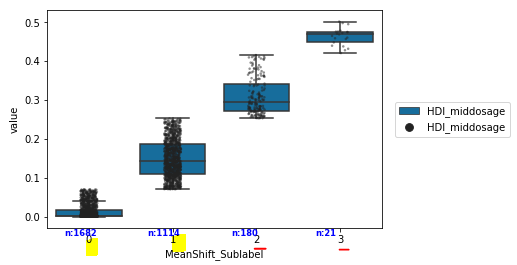 0.5
0.4
0.3
0.2
0.1
0.0
value
n:1682 n:1114 n:180 n:21
0 1 2 3
MeanShift_Sublabel
HDI_middosage
HDI_middosage